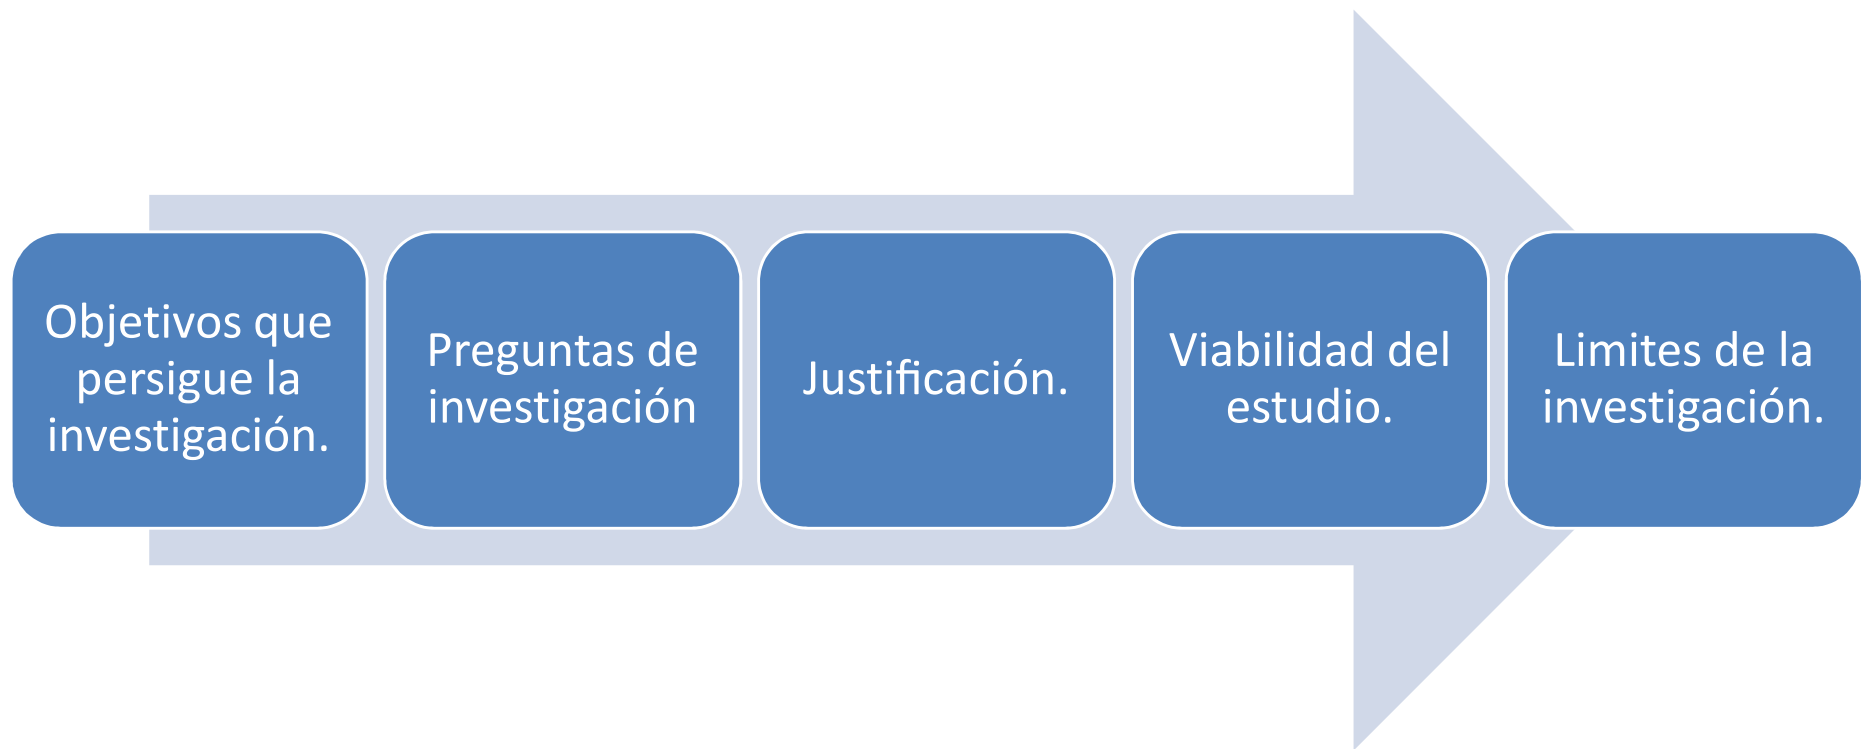 Objetivos que
persigue la
investigación.
Preguntas de
investigación
Justificación.
Viabilidad del
estudio.
Limites de la
investigación.